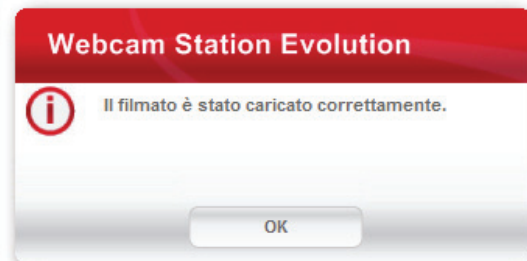 Webcam Station Evolution
Il filmato è stato caricato correttamente.
OK